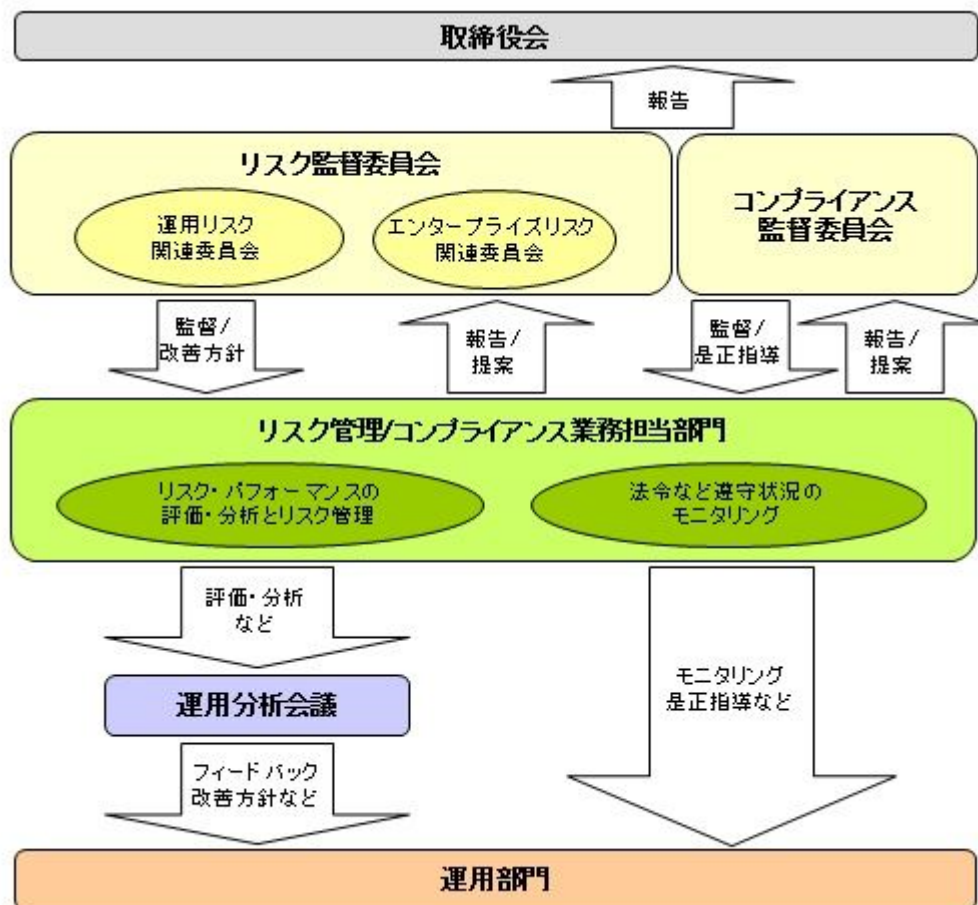 取締役会
報告
リスク監督委員会
運用リスク
関連委員会
エンタープライズリスク
関連委員会
コンプライアンス
監督委員会
監督/
改善方針
報告/
提案
監督/
是正指導
報告/
提案
リスク管理/コンプライアンス業務担当部門
リスク・パフォーマンスの
評価・分析とリスク管理
法令など遵守状況の
モニタリング
評価・分析
など
運用分析会議
モニタリング
是正指導など
フィードバック
改善方針など
運用部門